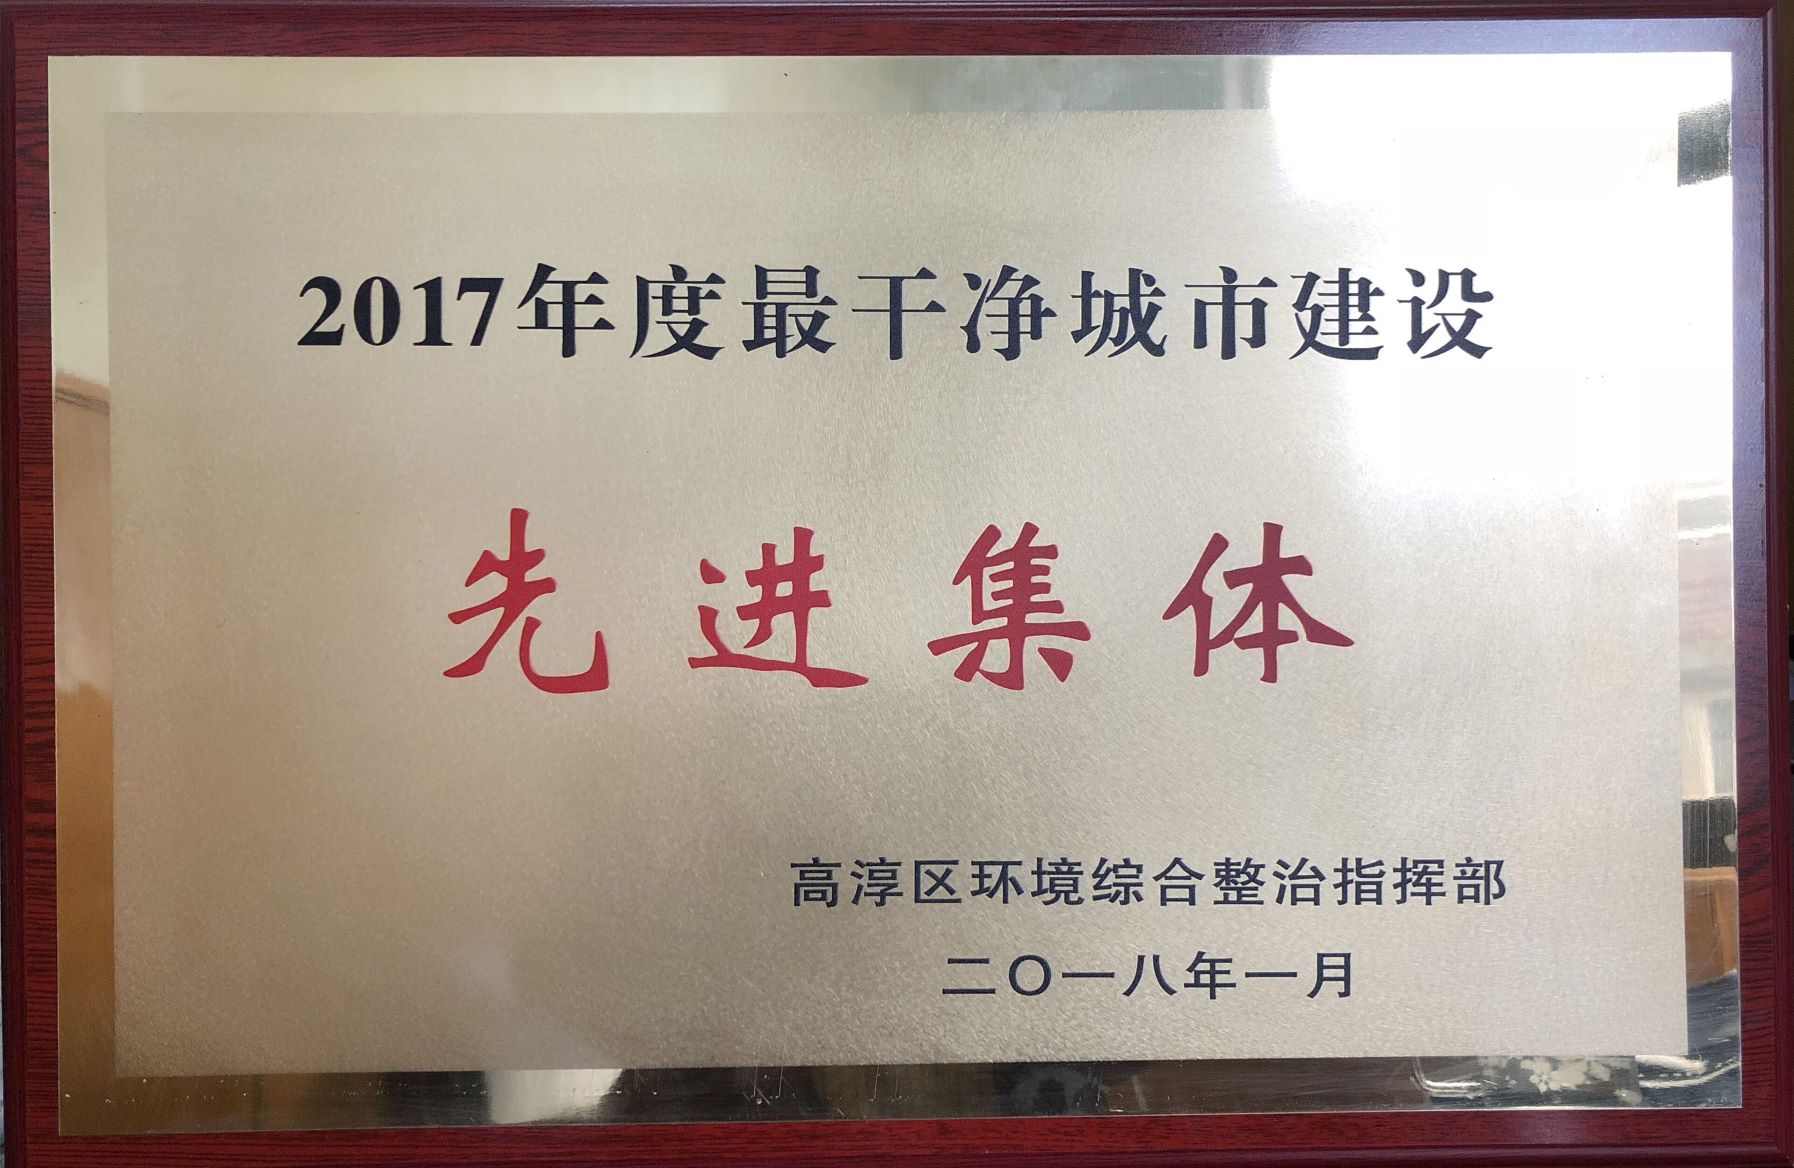 2017年度最干净城市建设
先进集体
高淳区环境综合整治指挥部
二〇一八年一月